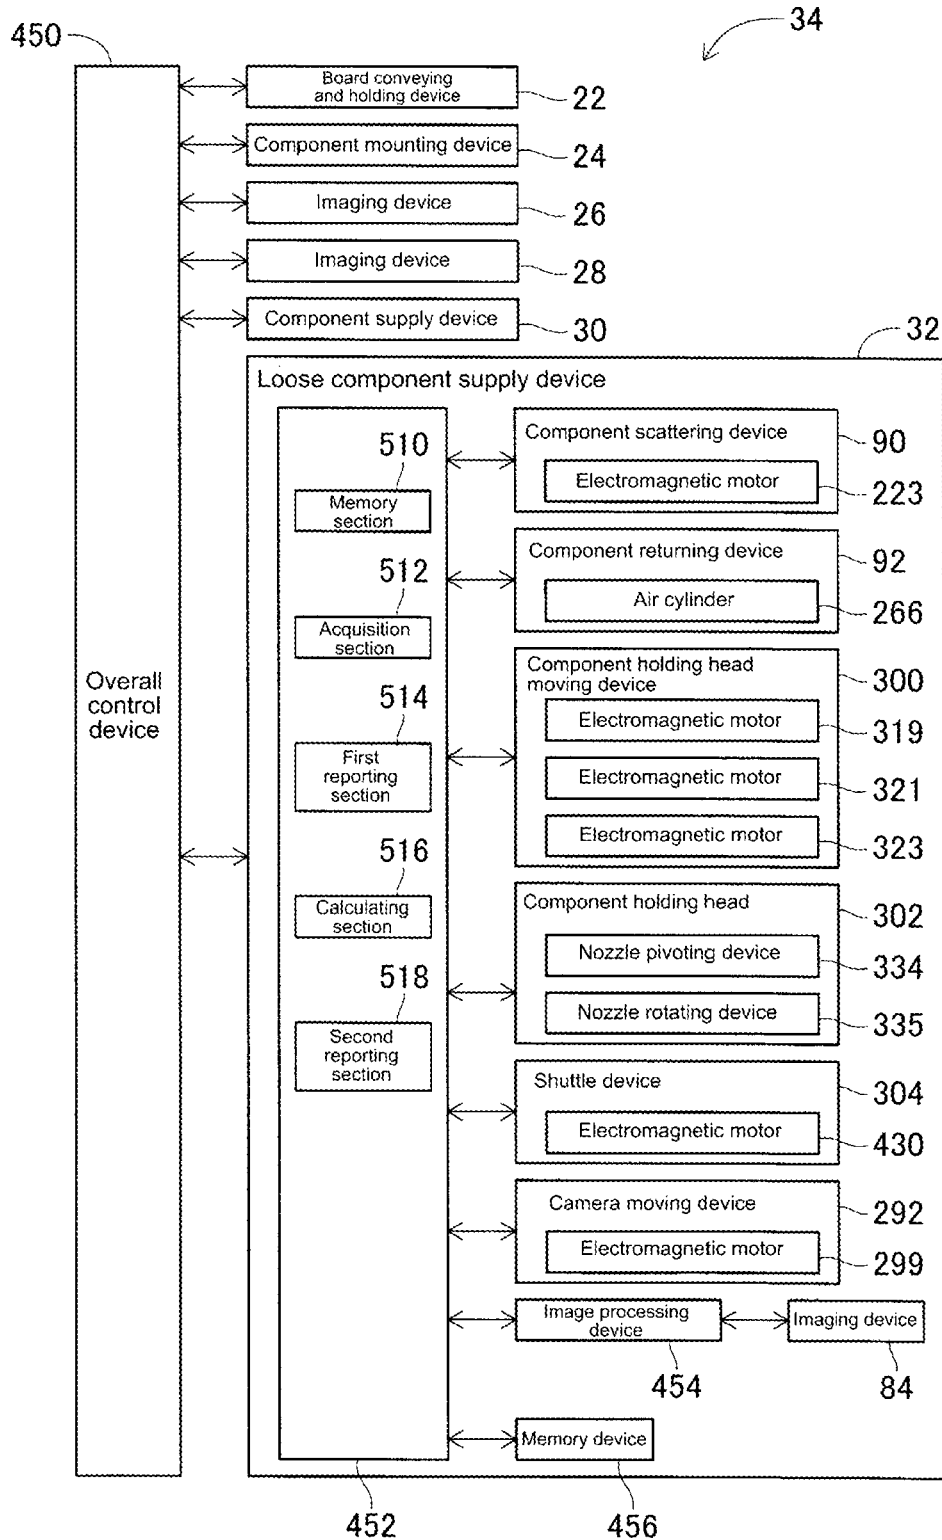 34
450
Board conveying
and holding device
22
Component mounting device
24
Imaging device
26
Imaging device
28
Component supply device
30
32
Loose component supply device
Overall
control
device
510
Memory
section
512
Acquisition
section
514
First
reporting
section
516
Calculating
section
518
Second
reporting
section
Component scattering device
90
Electromagnetic motor
223
Component returning device
92
Air cylinder
266
Component holding head
moving device
300
Electromagnetic motor
319
Electromagnetic motor
321
Electromagnetic motor
323
Component holding head
302
Nozzle pivoting device
334
Nozzle rotating device
335
Shuttle device
304
Electromagnetic motor
430
Camera moving device
292
Electromagnetic motor
299
Image processing
device
Imaging device
454
84
Memory device
452
456